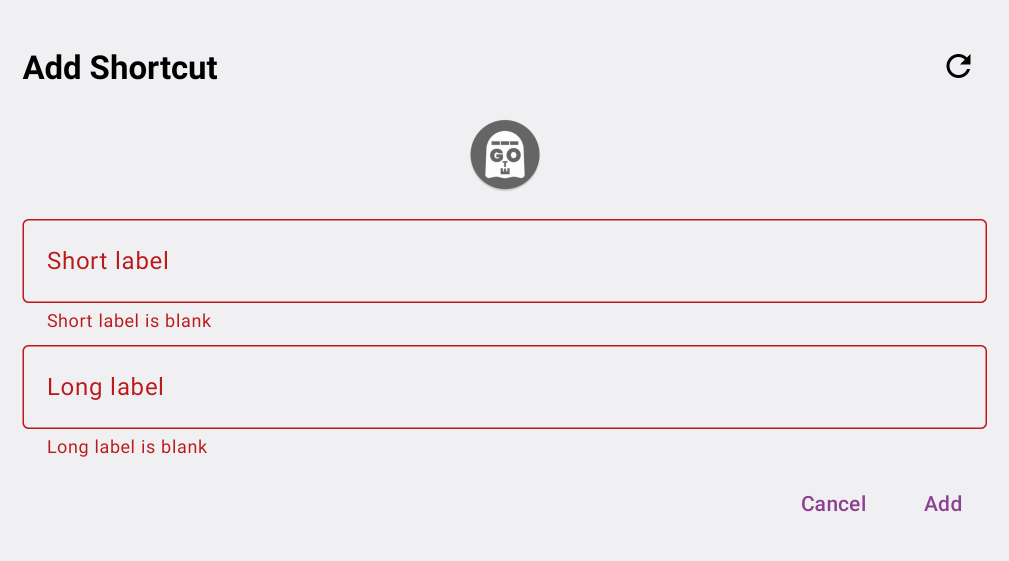 Add Shortcut
GO
Short label
Short label is blank
Long label
Long label is blank
Cancel
Add